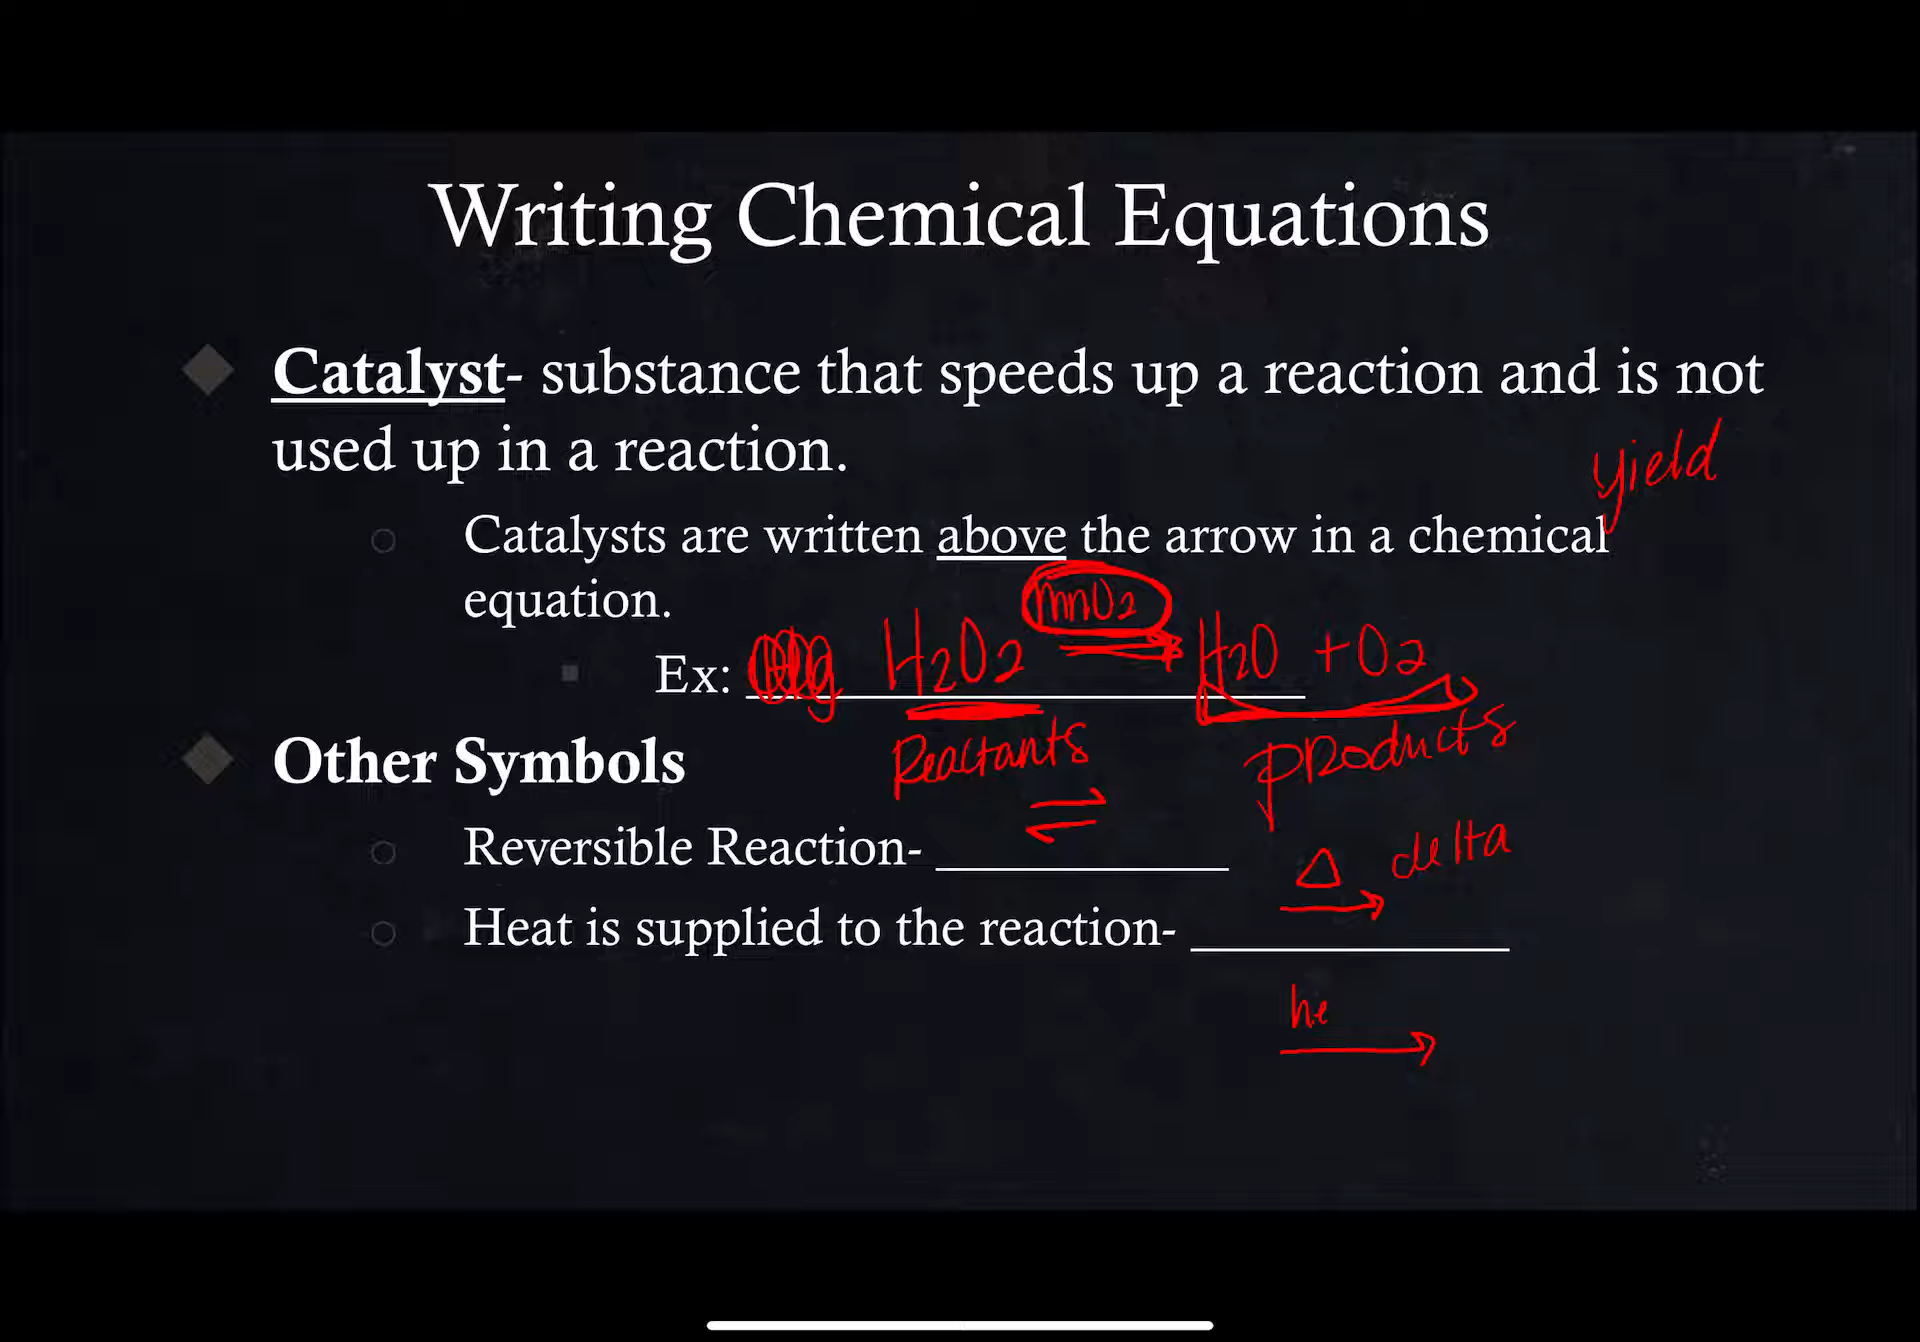 Writing Chemical Equations
Catalyst- substance that speeds up a reaction and is not
used up in a reaction.
yield
Catalysts are written above the arrow in a chemical
equation.
MnO2
Ex: H2O2 → H2O + O2
Reactants products
Other Symbols
⇌
Reversible Reaction-
Δ delta
→
Heat is supplied to the reaction-
he
→